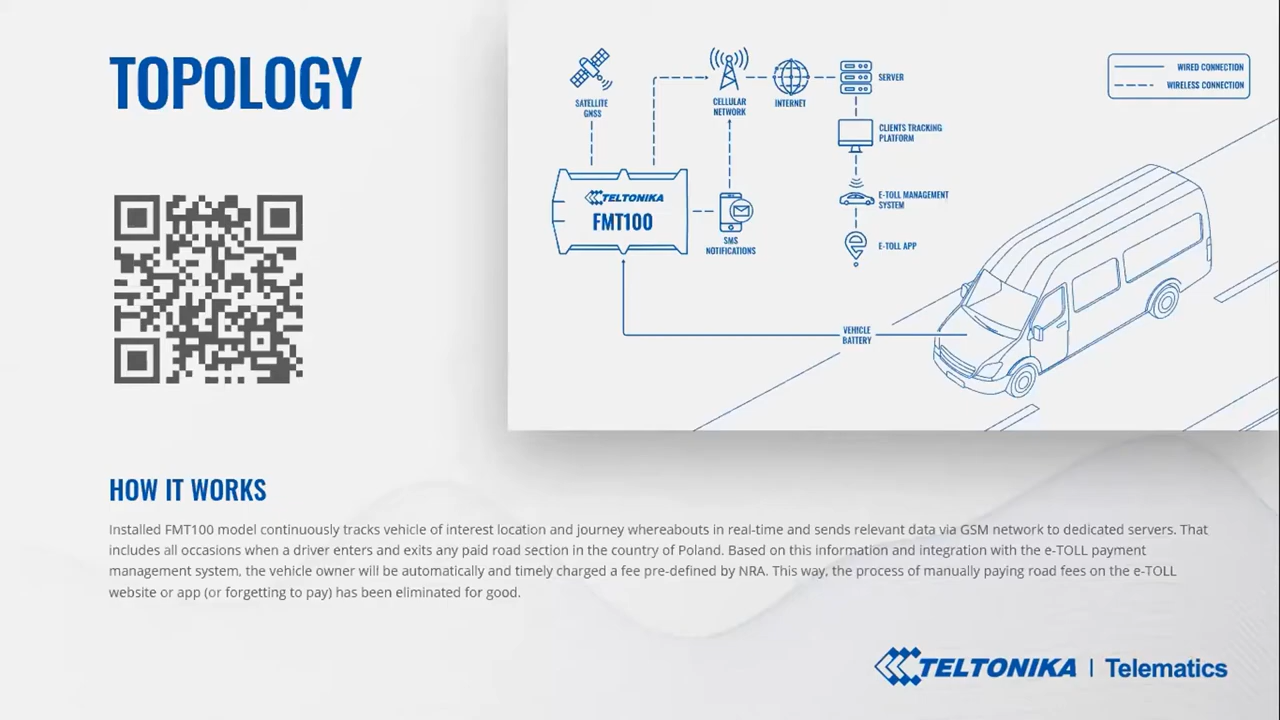 TOPOLOGY
SATELLITE
GNSS
CELLULAR
NETWORK
INTERNET
SERVER
WIRED CONNECTION
WIRELESS CONNECTION
CLIENTS TRACKING
PLATFORM
TELTONIKA
FMT100
E-TOLL MANAGEMENT
SYSTEM
SMS
NOTIFICATIONS
E-TOLL APP
VEHICLE
BATTERY
HOW IT WORKS
Installed FMT100 model continuously tracks vehicle of interest location and journey whereabouts in real-time and sends relevant data via GSM network to dedicated servers. That
includes all occasions when a driver enters and exits any paid road section in the country of Poland. Based on this information and integration with the e-TOLL payment
management system, the vehicle owner will be automatically and timely charged a fee pre-defined by NRA. This way, the process of manually paying road fees on the e-TOLL
website or app (or forgetting to pay) has been eliminated for good.
TELTONIKA | Telematics